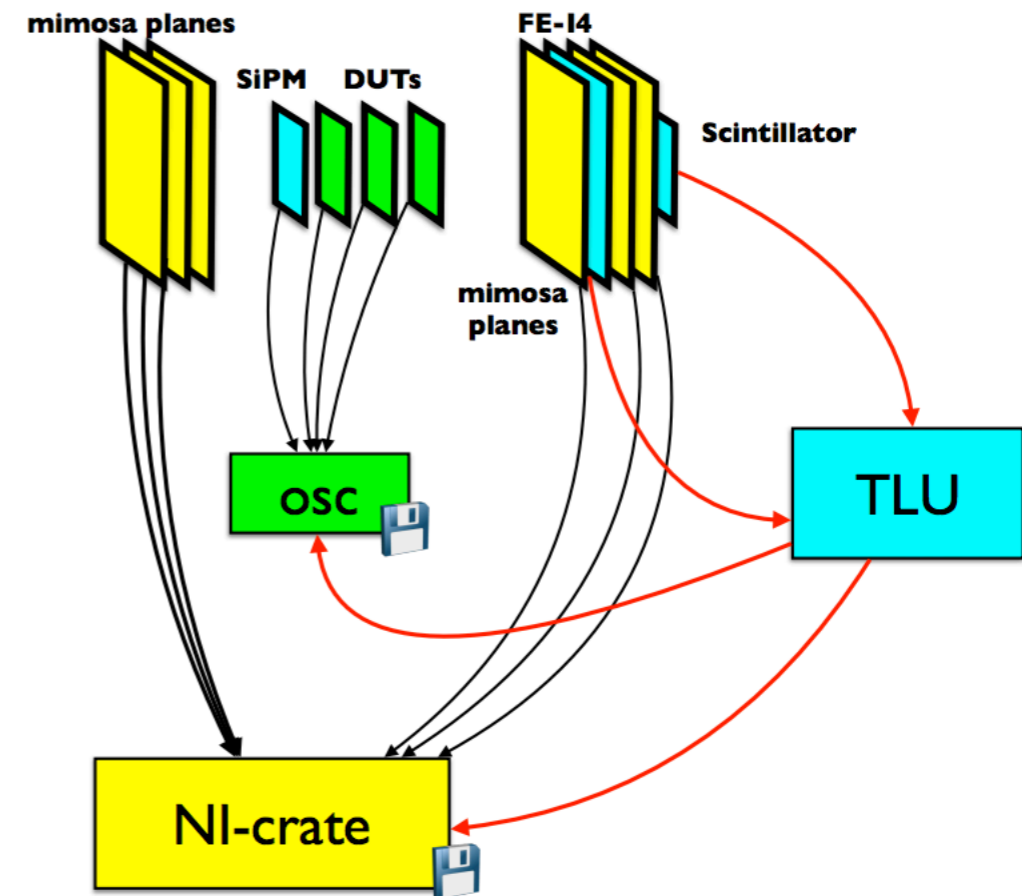 mimosa planes
FE-I4
SiPM
DUTs
Scintillator
mimosa
planes
TLU
OSC
NI-crate